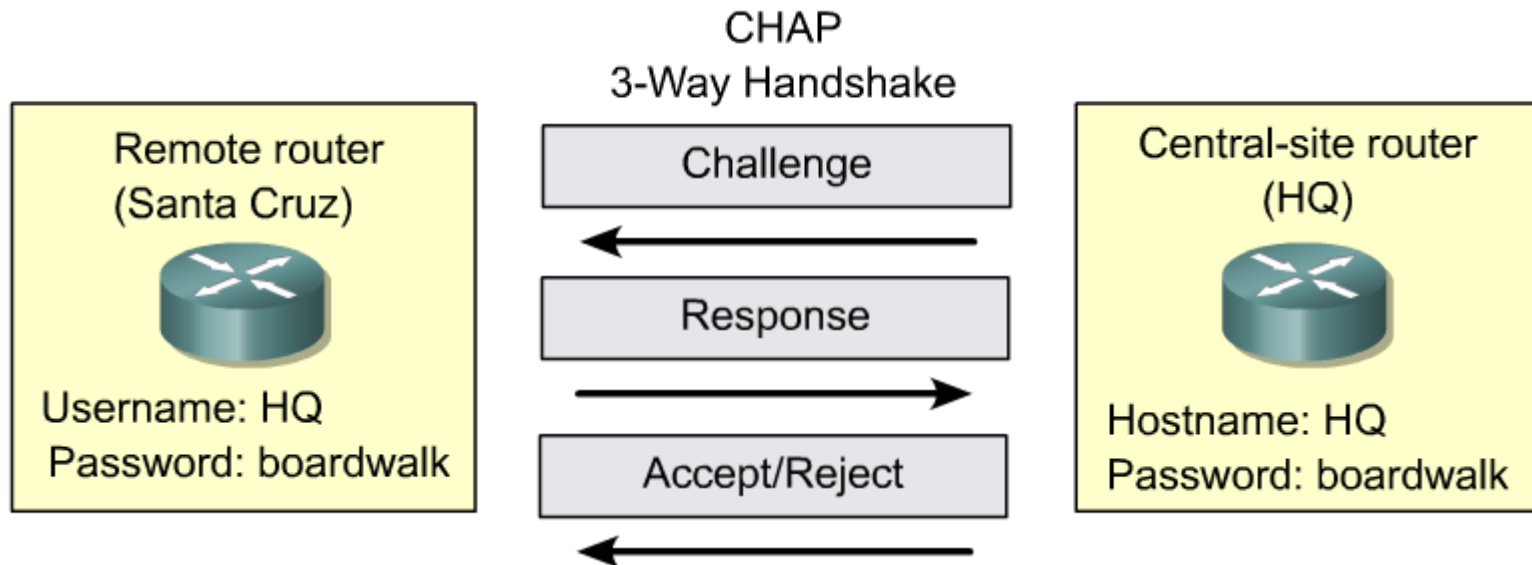 CHAP
3-Way Handshake
Remote router
(Santa Cruz)
Username: HQ
Password: boardwalk
Challenge
Response
Accept/Reject
Central-site router
(HQ)
Hostname: HQ
Password: boardwalk